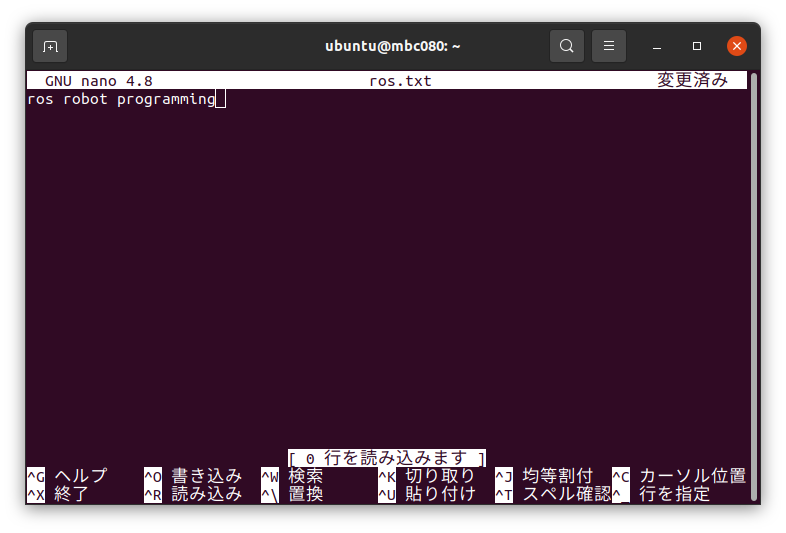 ubuntu@mbc080: ~
GNU nano 4.8 ros.txt 変更済み
ros robot programming
[ 0 行を読み込みます ]
^G ヘルプ ^O 書き込み ^W 検索 ^K 切り取り ^J 均等割付 ^C カーソル位置
^X 終了 ^R 読み込み ^\ 置換 ^U 貼り付け ^T スペル確認^_ 行を指定